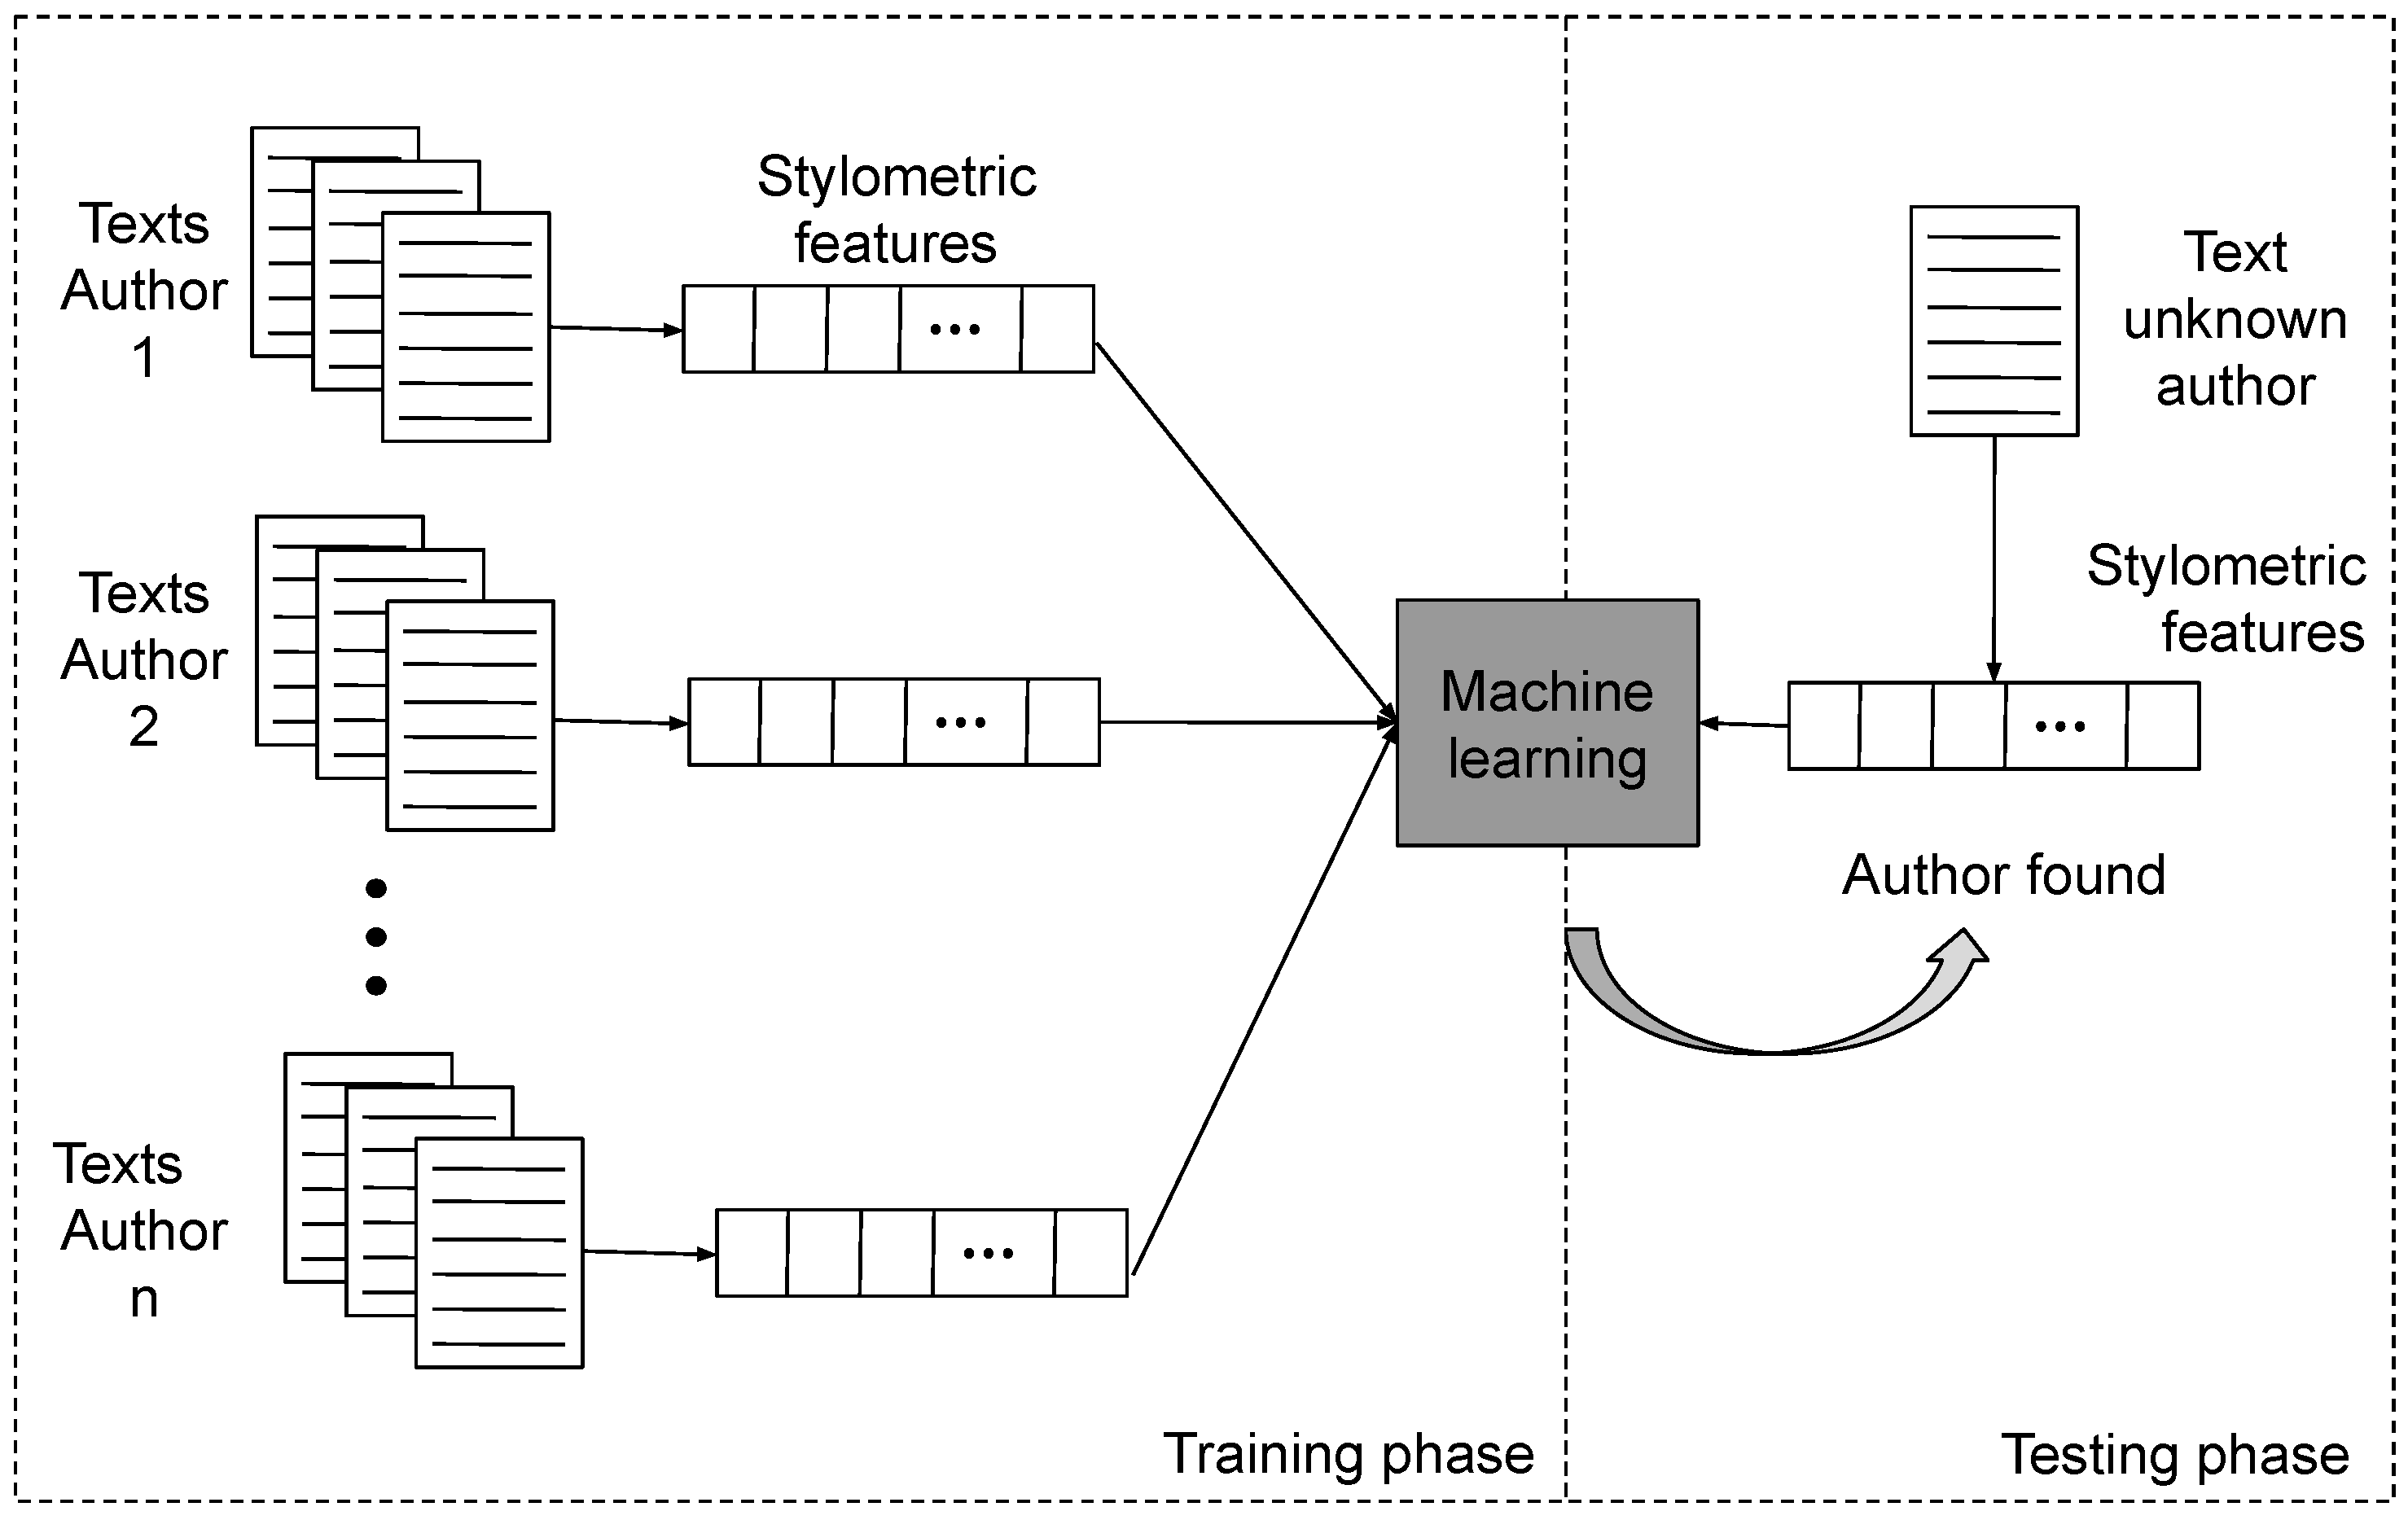 Texts
Author
1
Stylometric
features
Texts
Author
2
Texts
Author
n
Machine
learning
Training phase
Text
unknown
author
Stylometric
features
Author found
Testing phase